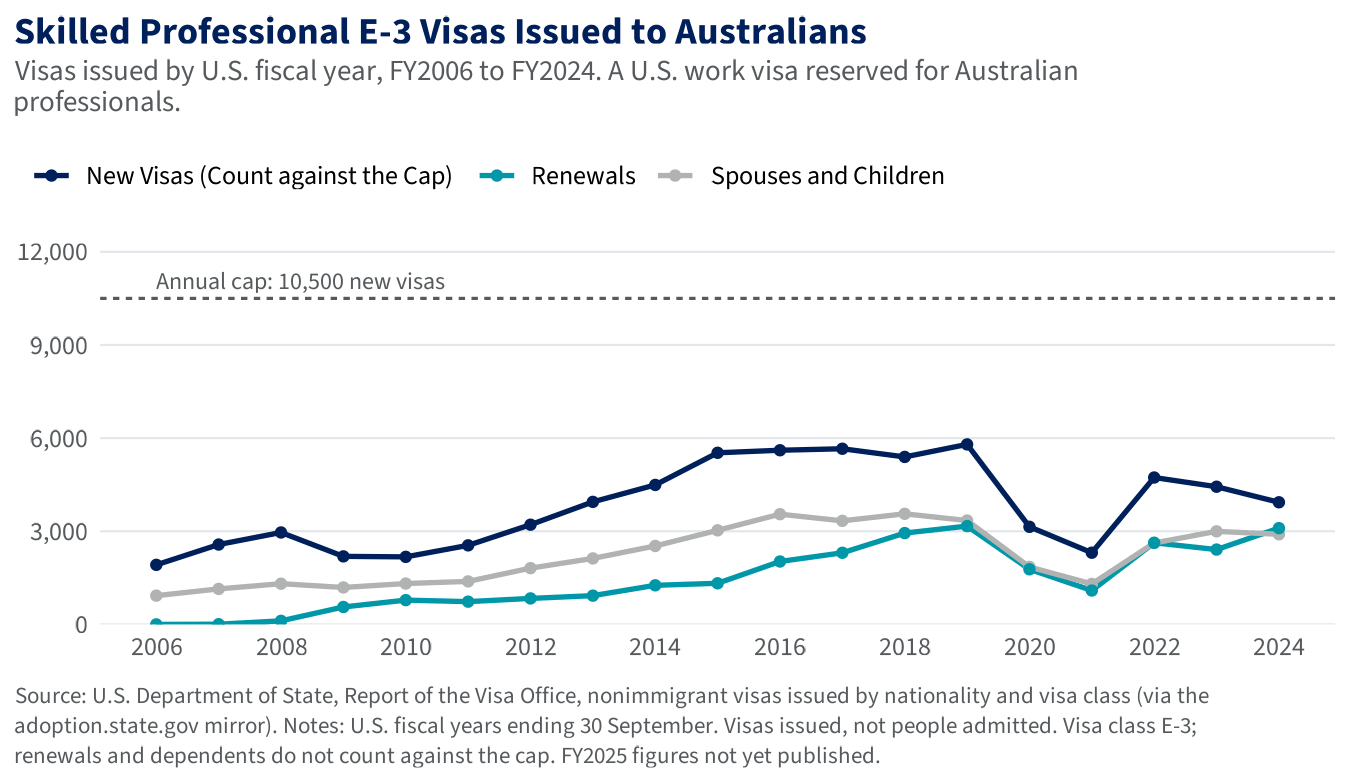 Skilled Professional E-3 Visas Issued to Australians
Visas issued by U.S. fiscal year, FY2006 to FY2024. A U.S. work visa reserved for Australian
professionals.
New Visas (Count against the Cap) Renewals Spouses and Children
12,000
Annual cap: 10,500 new visas
9,000
6,000
3,000
0
2006 2008 2010 2012 2014 2016 2018 2020 2022 2024
Source: U.S. Department of State, Report of the Visa Office, nonimmigrant visas issued by nationality and visa class (via the
adoption.state.gov mirror). Notes: U.S. fiscal years ending 30 September. Visas issued, not people admitted. Visa class E-3;
renewals and dependents do not count against the cap. FY2025 figures not yet published.